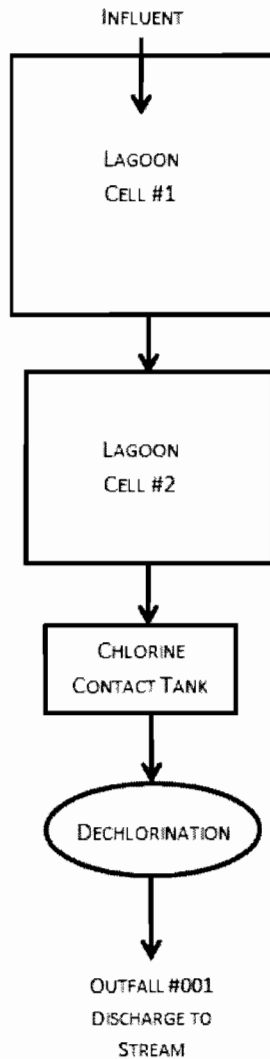 INFLUENT
LAGOON
CELL #1
LAGOON
CELL #2
CHLORINE
CONTACT TANK
DECHLORINATION
OUTFALL #001
DISCHARGE TO
STREAM